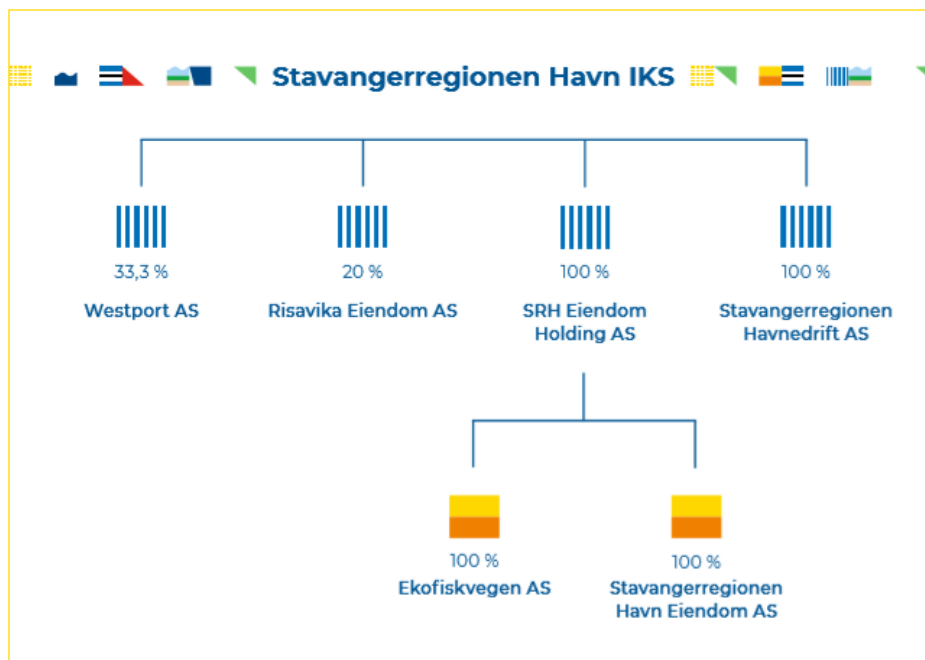 Stavangerregionen Havn IKS
33,3 %
Westport AS
20 %
Risavika Eiendom AS
100 %
SRH Eiendom
Holding AS
100 %
Stavangerregionen
Havnedrift AS
100 %
Ekofiskvegen AS
100 %
Stavangerregionen
Havn Eiendom AS